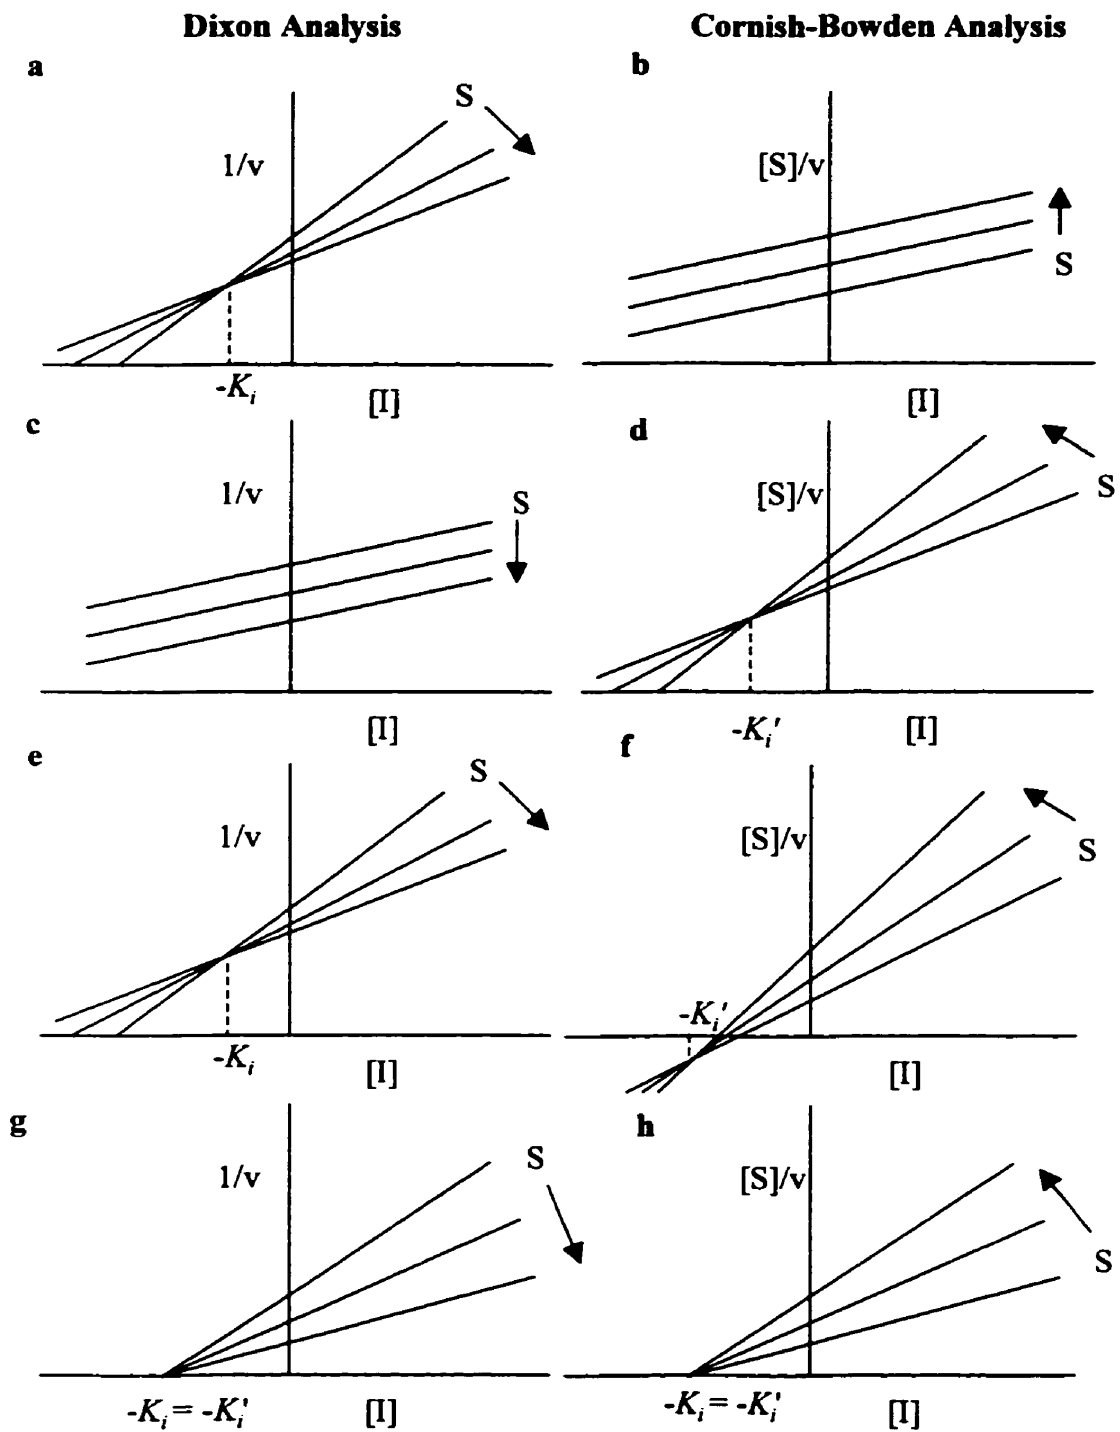 Dixon Analysis
Cornish-Bowden Analysis
a
S
1/v
-Ki
[I]
b
[S]/v
S
[I]
c
1/v
S
[I]
d
[S]/v
S
-Ki'
[I]
e
S
1/v
-Ki
[I]
f
[S]/v
S
-Ki'
[I]
g
1/v
S
-Ki = -Ki'
[I]
h
[S]/v
S
-Ki = -Ki'
[I]